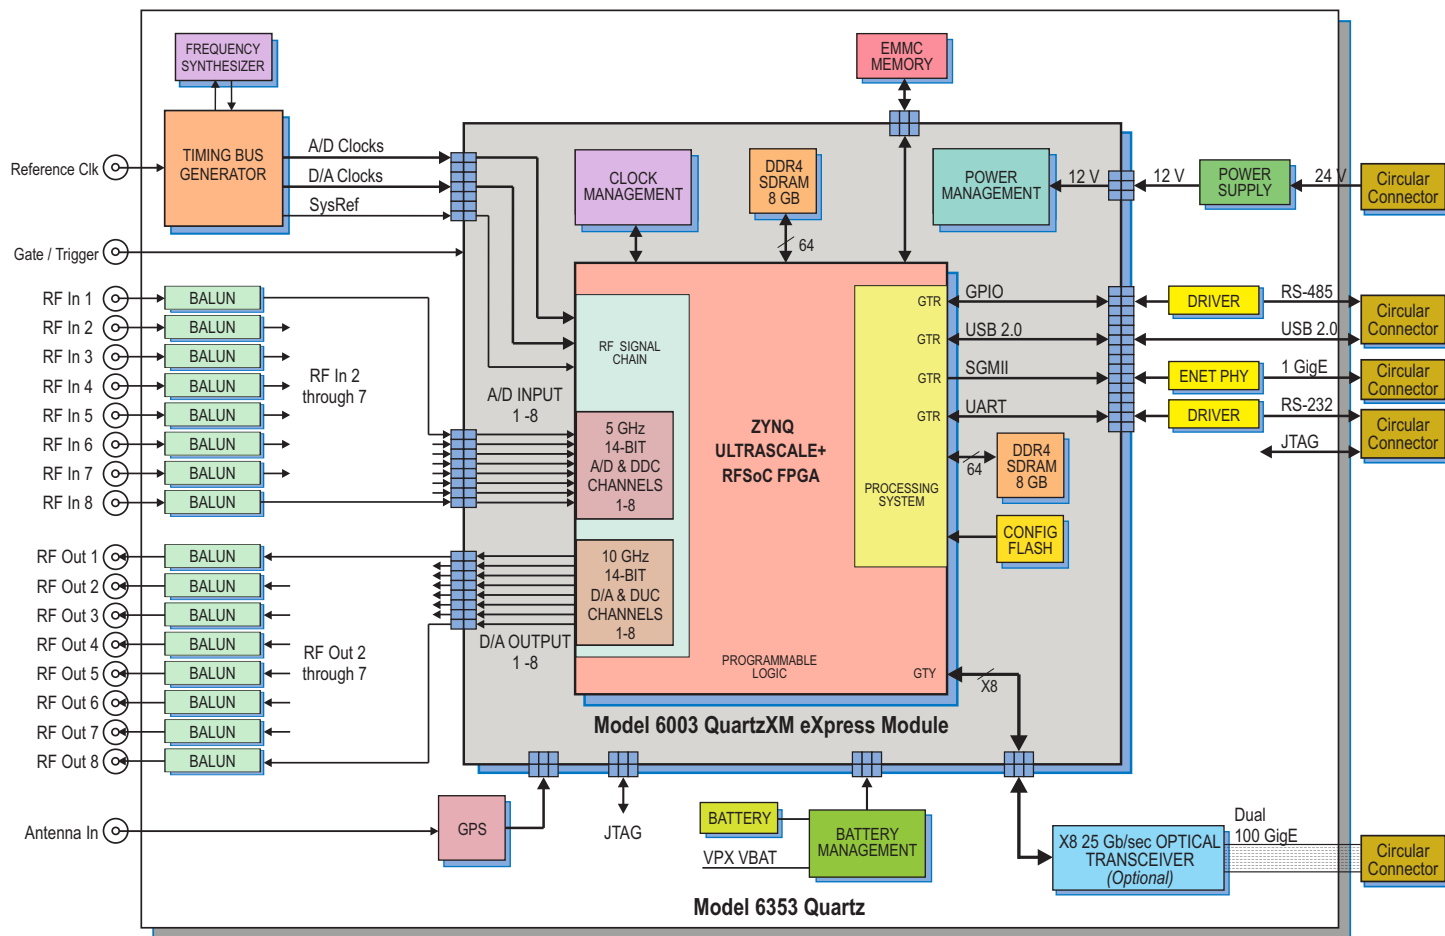 FREQUENCY
SYNTHESIZER
EMMC
MEMORY
Reference Clk
TIMING BUS
GENERATOR
A/D Clocks
D/A Clocks
SysRef
CLOCK
MANAGEMENT
DDR4
SDRAM
8 GB
64
POWER
MANAGEMENT
12 V
12 V
POWER
SUPPLY
24 V
Circular
Connector
Gate / Trigger
RF In 1
BALUN
RF In 2
BALUN
RF In 3
BALUN
RF In 4
BALUN
RF In 5
BALUN
RF In 6
BALUN
RF In 7
BALUN
RF In 8
BALUN
RF In 2
through 7
RF SIGNAL
CHAIN
A/D INPUT
1 -8
5 GHz
14-BIT
A/D & DDC
CHANNELS
1-8
10 GHz
14-BIT
D/A & DUC
CHANNELS
1-8
D/A OUTPUT
1 -8
ZYNQ
ULTRASCALE+
RFSoC FPGA
PROGRAMMABLE
LOGIC
PROCESSING
SYSTEM
GTR
GTR
GTR
GTR
GTY
GPIO
USB 2.0
SGMII
UART
DRIVER
RS-485
Circular
Connector
USB 2.0
ENET PHY
1 GigE
Circular
Connector
DRIVER
RS-232
Circular
Connector
JTAG
64
DDR4
SDRAM
8 GB
CONFIG
FLASH
X8
RF Out 1
BALUN
RF Out 2
BALUN
RF Out 3
BALUN
RF Out 4
BALUN
RF Out 5
BALUN
RF Out 6
BALUN
RF Out 7
BALUN
RF Out 8
BALUN
RF Out 2
through 7
Model 6003 QuartzXM eXpress Module
Antenna In
GPS
JTAG
BATTERY
VPX VBAT
BATTERY
MANAGEMENT
X8 25 Gb/sec OPTICAL
TRANSCEIVER
(Optional)
Dual
100 GigE
Circular
Connector
Model 6353 Quartz